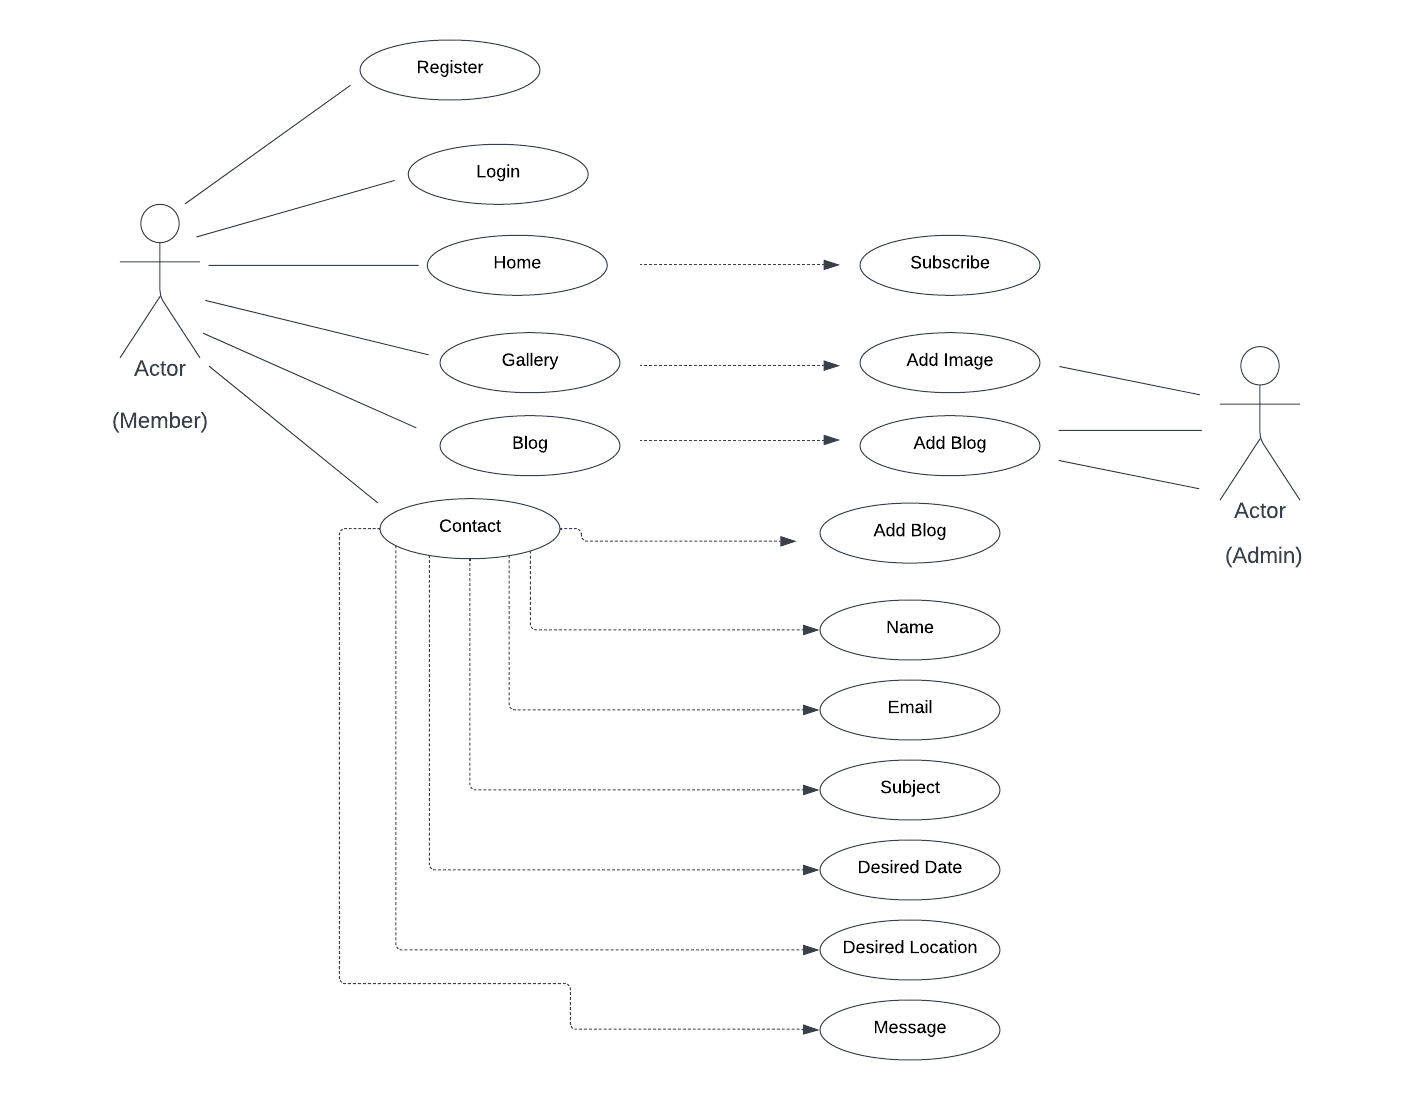 Register
Login
Home
Subscribe
Gallery
Add Image
Actor
(Member)
Blog
Add Blog
Actor
(Admin)
Contact
Add Blog
Name
Email
Subject
Desired Date
Desired Location
Message